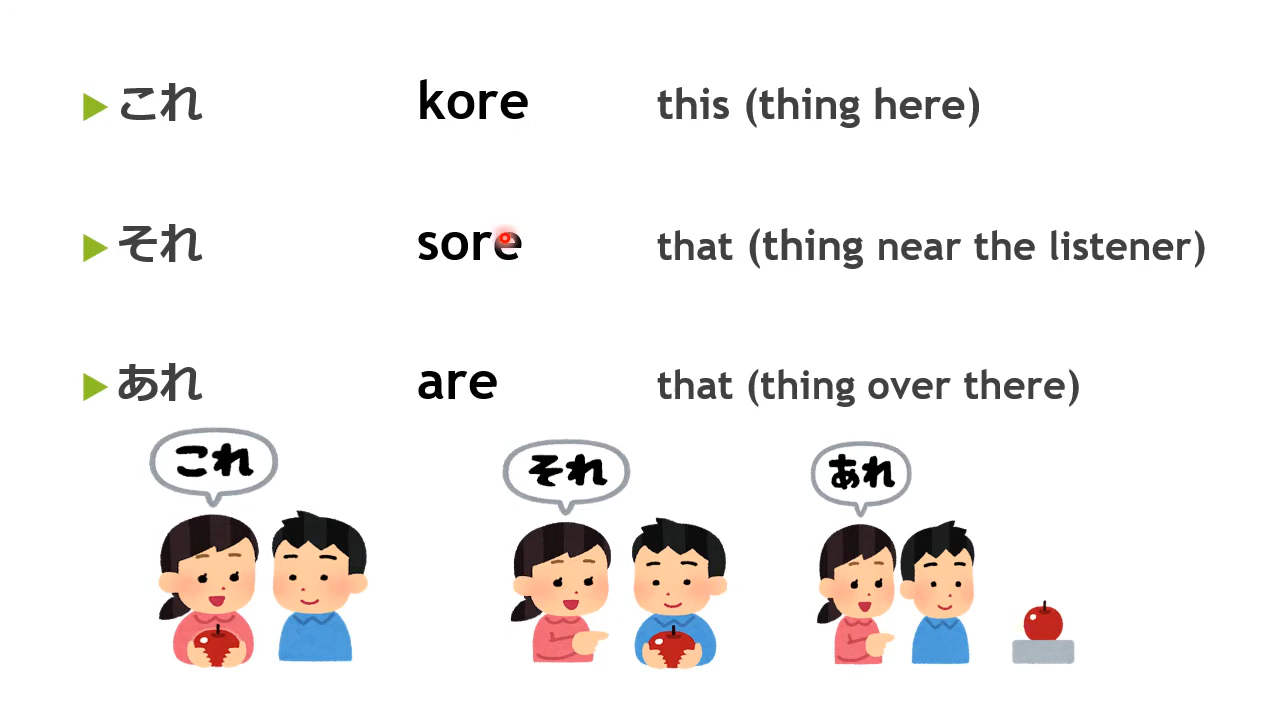 これ kore this (thing here)
それ sore that (thing near the listener)
あれ are that (thing over there)
これ それ あれ